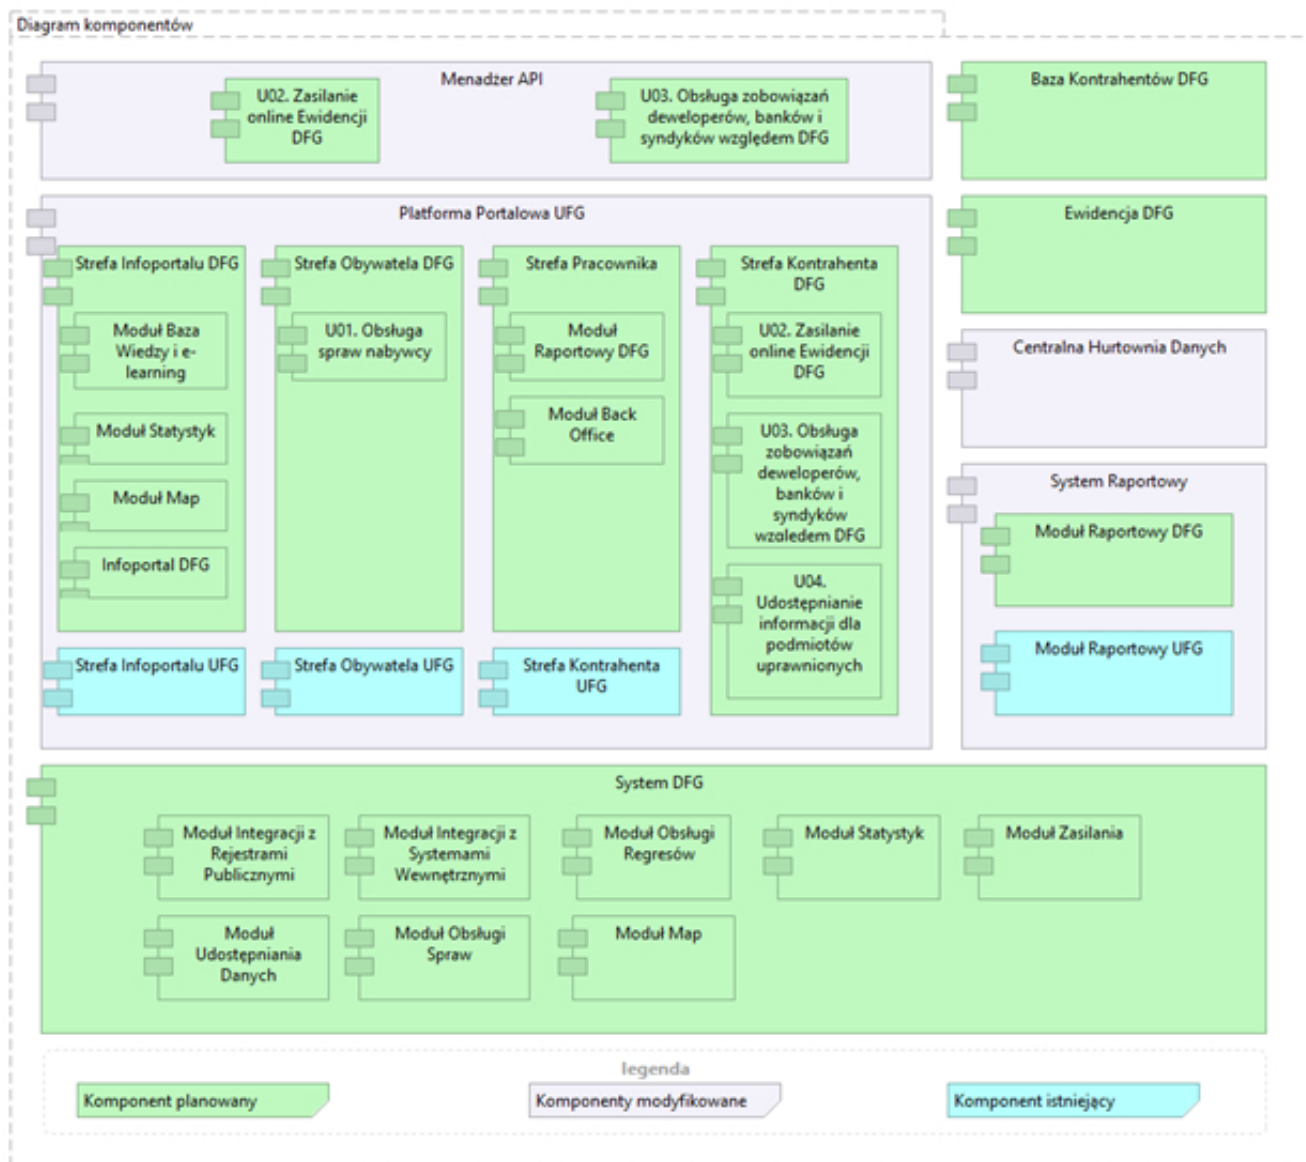 Diagram komponentów
Menadżer API
U02. Zasilanie
online Ewidencji
DFG
U03. Obsługa zobowiązań
deweloperów, banków i
syndyków względem DFG
Baza Kontrahentów DFG
Platforma Portalowa UFG
Strefa Infoportalu DFG
Moduł Baza
Wiedzy i e-
learning
Moduł Statystyk
Moduł Map
Infoportal DFG
Strefa Obywatela DFG
U01. Obsługa
spraw nabywcy
Strefa Pracownika
Moduł
Raportowy DFG
Moduł Back
Office
Strefa Kontrahenta
DFG
U02. Zasilanie
online Ewidencji
DFG
U03. Obsługa
zobowiązań
deweloperów,
banków i
syndyków
względem DFG
U04.
Udostępnianie
informacji dla
podmiotów
uprawnionych
Strefa Infoportalu UFG
Strefa Obywatela UFG
Strefa Kontrahenta
UFG
Ewidencja DFG
Centralna Hurtownia Danych
System Raportowy
Moduł Raportowy DFG
Moduł Raportowy UFG
System DFG
Moduł Integracji z
Rejestrami
Publicznymi
Moduł Integracji z
Systemami
Wewnętrznymi
Moduł Obsługi
Regresów
Moduł Statystyk
Moduł Zasilania
Moduł
Udostępniania
Danych
Moduł Obsługi
Spraw
Moduł Map
legenda
Komponent planowany
Komponenty modyfikowane
Komponent istniejący